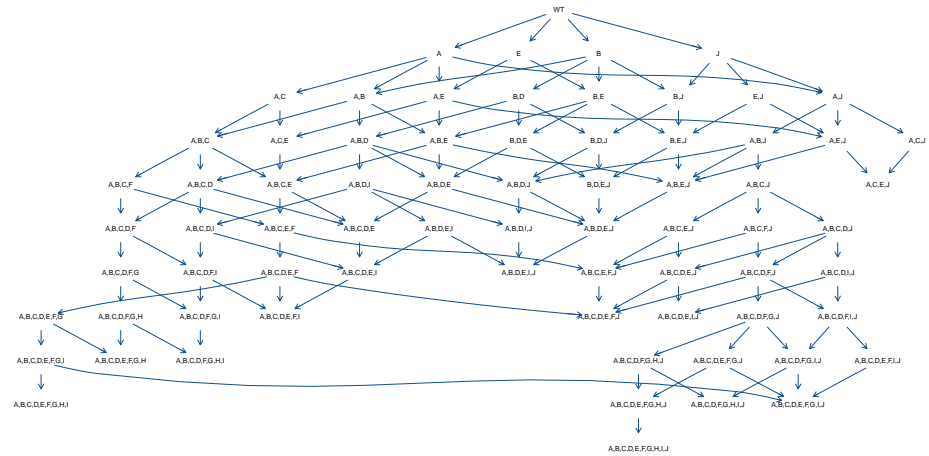 WT
A E B J
A,C A,B A,E B,D B,E B,J E,J A,J
A,B,C A,C,E A,B,D A,B,E B,D,E B,D,J B,E,J A,B,J A,E,J A,C,J
A,B,C,F A,B,C,D A,B,C,E A,B,D,I A,B,D,E A,B,D,J B,D,E,J A,B,E,J A,B,C,J A,C,E,J
A,B,C,D,F A,B,C,D,I A,B,C,E,F A,B,C,D,E A,B,D,E,I A,B,D,I,J A,B,D,E,J A,B,C,E,J A,B,C,F,J A,B,C,D,J
A,B,C,D,F,G A,B,C,D,F,I A,B,C,D,E,F A,B,C,D,E,I A,B,D,E,I,J A,B,C,E,F,J A,B,C,D,E,J A,B,C,D,F,J A,B,C,D,I,J
A,B,C,D,E,F,G A,B,C,D,F,G,H A,B,C,D,F,G,I A,B,C,D,E,F,I A,B,C,D,E,F,J A,B,C,D,E,I,J A,B,C,D,F,G,J A,B,C,D,F,I,J
A,B,C,D,E,F,G,I A,B,C,D,E,F,G,H A,B,C,D,F,G,H,I A,B,C,D,F,G,H,J A,B,C,D,E,F,G,J A,B,C,D,F,G,I,J A,B,C,D,E,F,I,J
A,B,C,D,E,F,G,H,I A,B,C,D,E,F,G,H,J A,B,C,D,F,G,H,I,J A,B,C,D,E,F,G,I,J
A,B,C,D,E,F,G,H,I,J